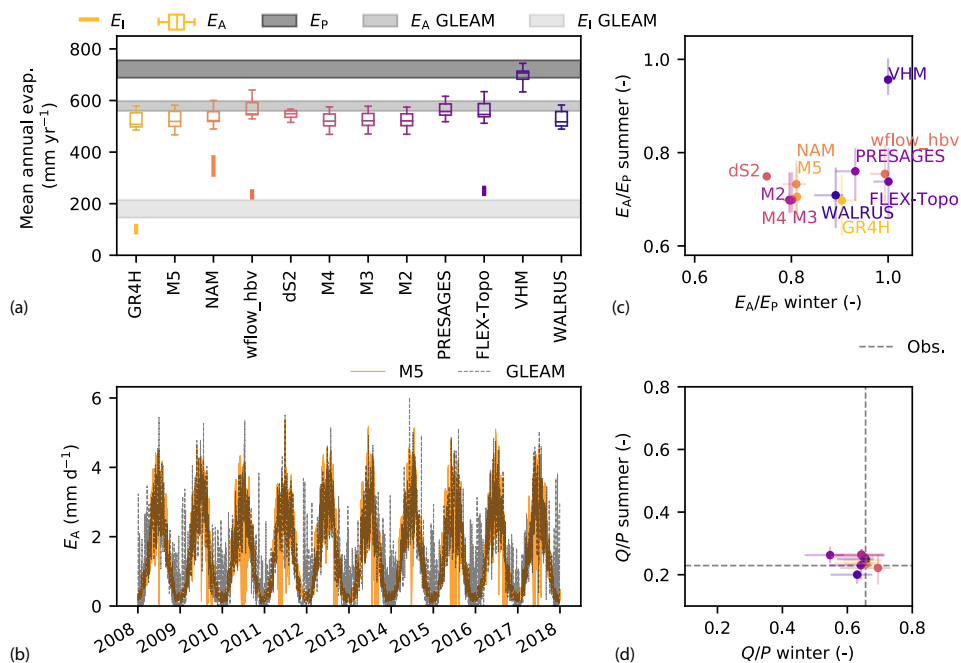 E_I E_A E_P E_A GLEAM E_I GLEAM
800
600
400
200
0
Mean annual evap.
(mm yr⁻¹)
GR4H
M5
NAM
wflow_hbv
dS2
M4
M3
M2
PRESAGES
FLEX-Topo
VHM
WALRUS
(a)
1.0
0.8
0.6
E_A/E_P summer (-)
VHM
wflow_hbv
NAM
PRESAGES
M5
dS2
M2
FLEX-Topo
WALRUS
M4 M3
GR4H
0.8 1.0
E_A/E_P winter (-)
(c)
M5 GLEAM
6
4
2
0
E_A (mm d⁻¹)
2008
2009
2010
2011
2012
2013
2014
2015
2016
2017
2018
(b)
Obs.
0.8
0.6
0.4
0.2
Q/P summer (-)
0.2 0.4 0.6 0.8
Q/P winter (-)
(d)